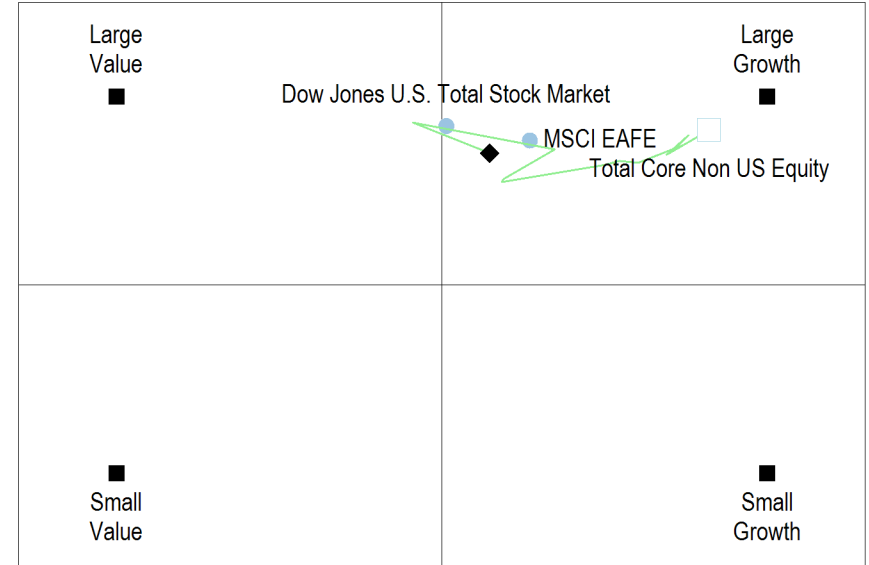 Large
Value
Large
Growth
Dow Jones U.S. Total Stock Market
MSCI EAFE
Total Core Non US Equity
Small
Value
Small
Growth